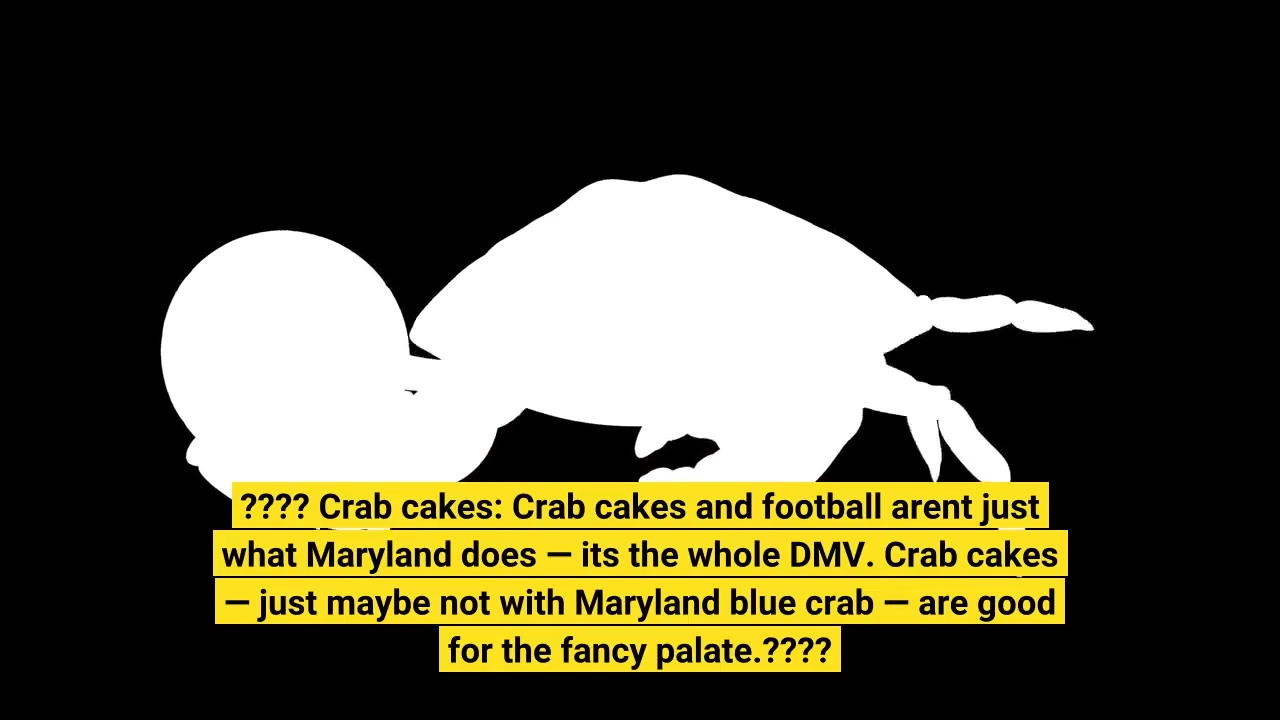 ???? Crab cakes: Crab cakes and football arent just
what Maryland does — its the whole DMV. Crab cakes
— just maybe not with Maryland blue crab — are good
for the fancy palate.????